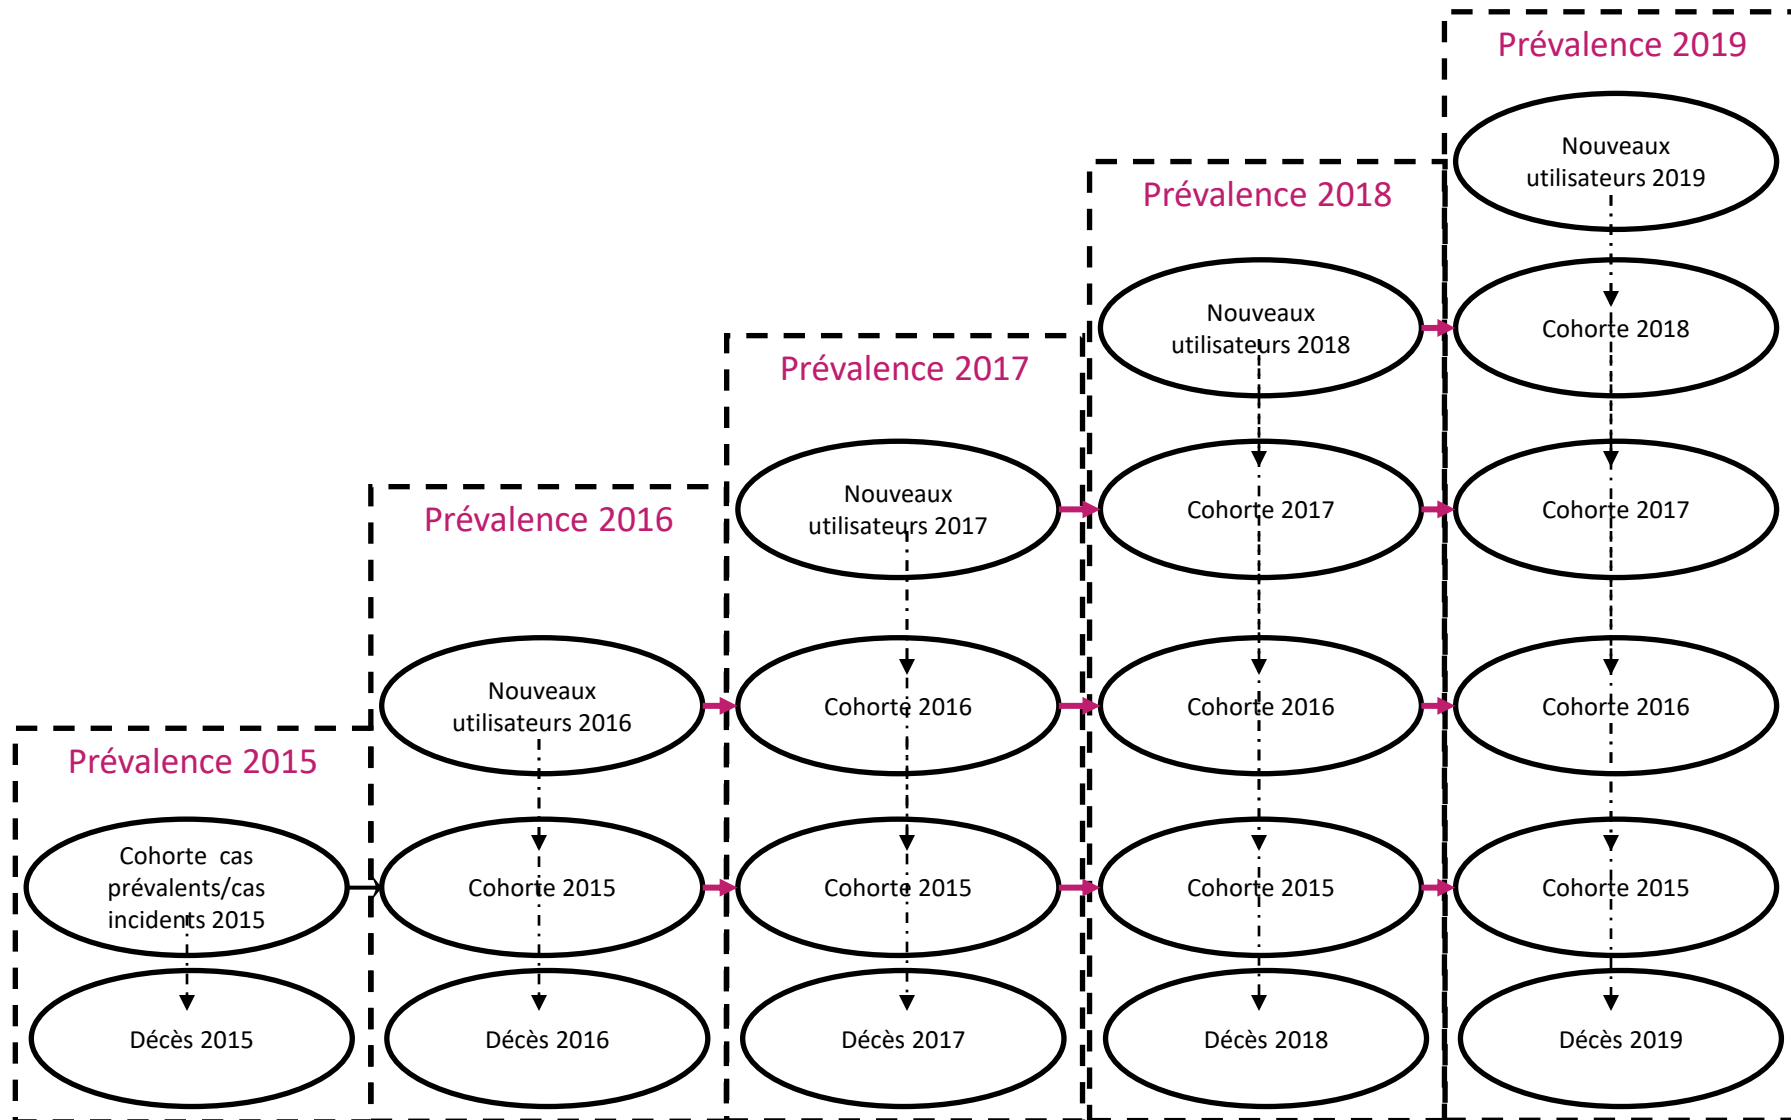 Prévalence 2015
Cohorte cas
prévalents/cas
incidents 2015
Décès 2015
Prévalence 2016
Nouveaux
utilisateurs 2016
Cohorte 2015
Décès 2016
Prévalence 2017
Nouveaux
utilisateurs 2017
Cohorte 2016
Cohorte 2015
Décès 2017
Prévalence 2018
Nouveaux
utilisateurs 2018
Cohorte 2017
Cohorte 2016
Cohorte 2015
Décès 2018
Prévalence 2019
Nouveaux
utilisateurs 2019
Cohorte 2018
Cohorte 2017
Cohorte 2016
Cohorte 2015
Décès 2019